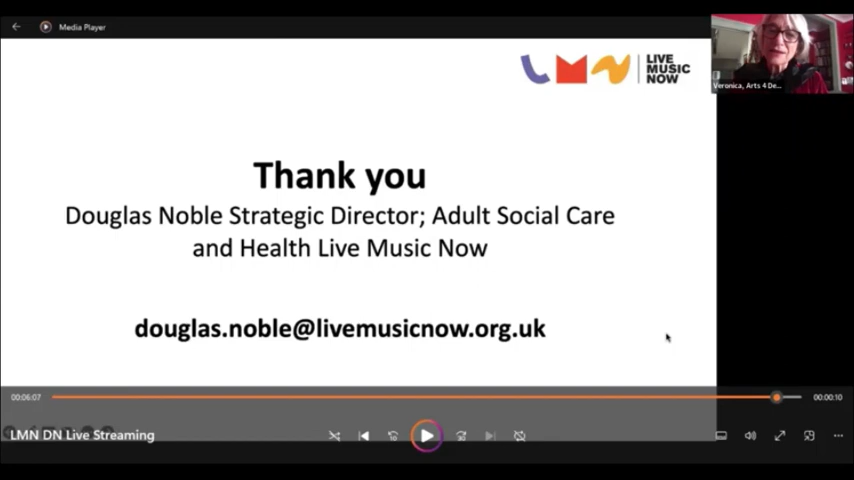 Media Player
LIVE
MUSIC
NOW
Veronica, Arts 4 De...
Thank you
Douglas Noble Strategic Director; Adult Social Care
and Health Live Music Now
douglas.noble@livemusicnow.org.uk
00:06:07
00:00:10
LMN DN Live Streaming